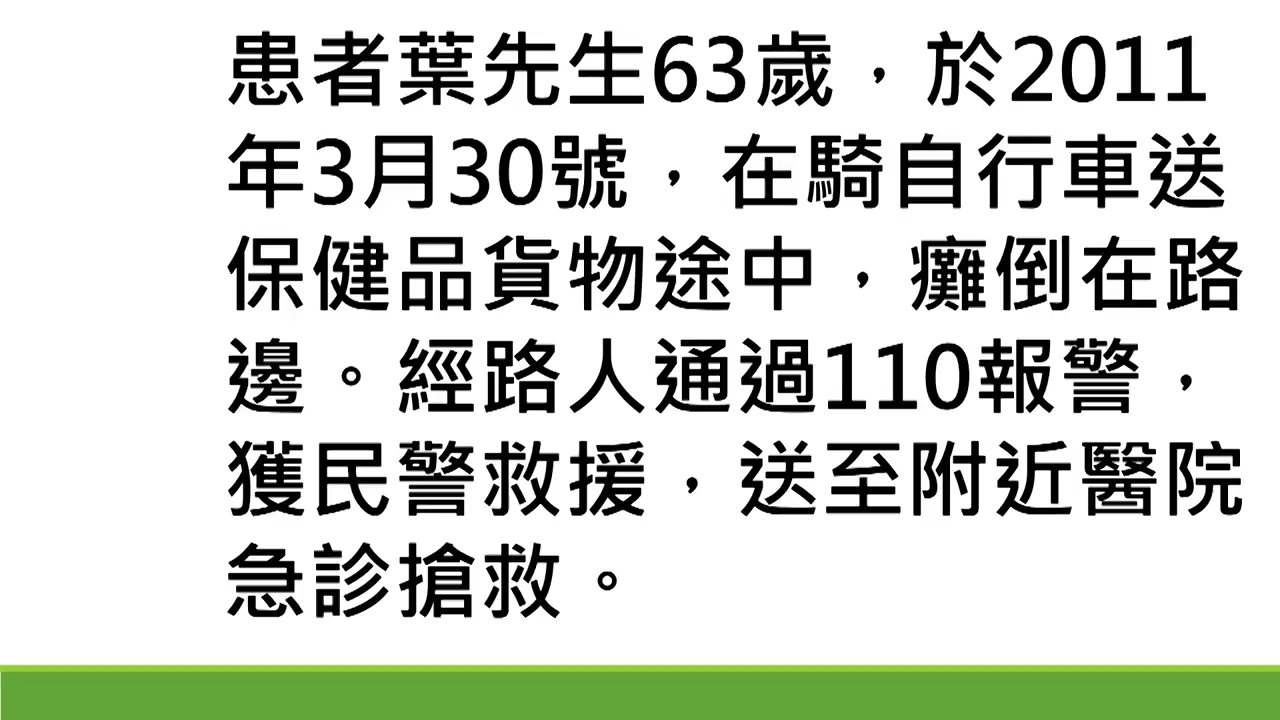 患者葉先生63歲，於2011
年3月30號，在騎自行車送
保健品貨物途中，癱倒在路
邊。經路人通過110報警，
獲民警救援，送至附近醫院
急診搶救。